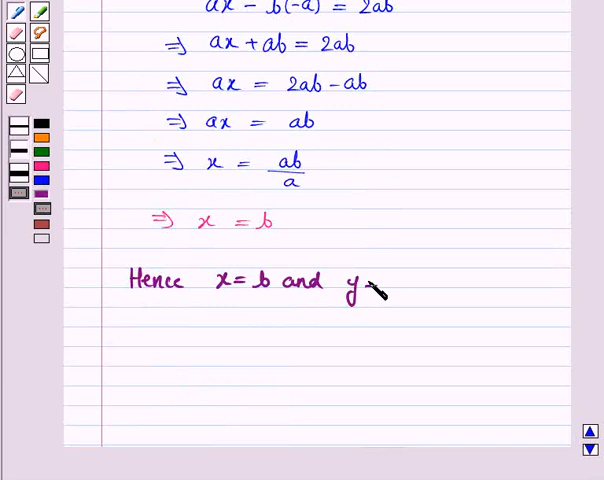 ax - b(-a) = 2ab
⇒ ax + ab = 2ab
⇒ ax = 2ab - ab
⇒ ax = ab
⇒ x = ab/a
⇒ x = b
Hence x = b and y -